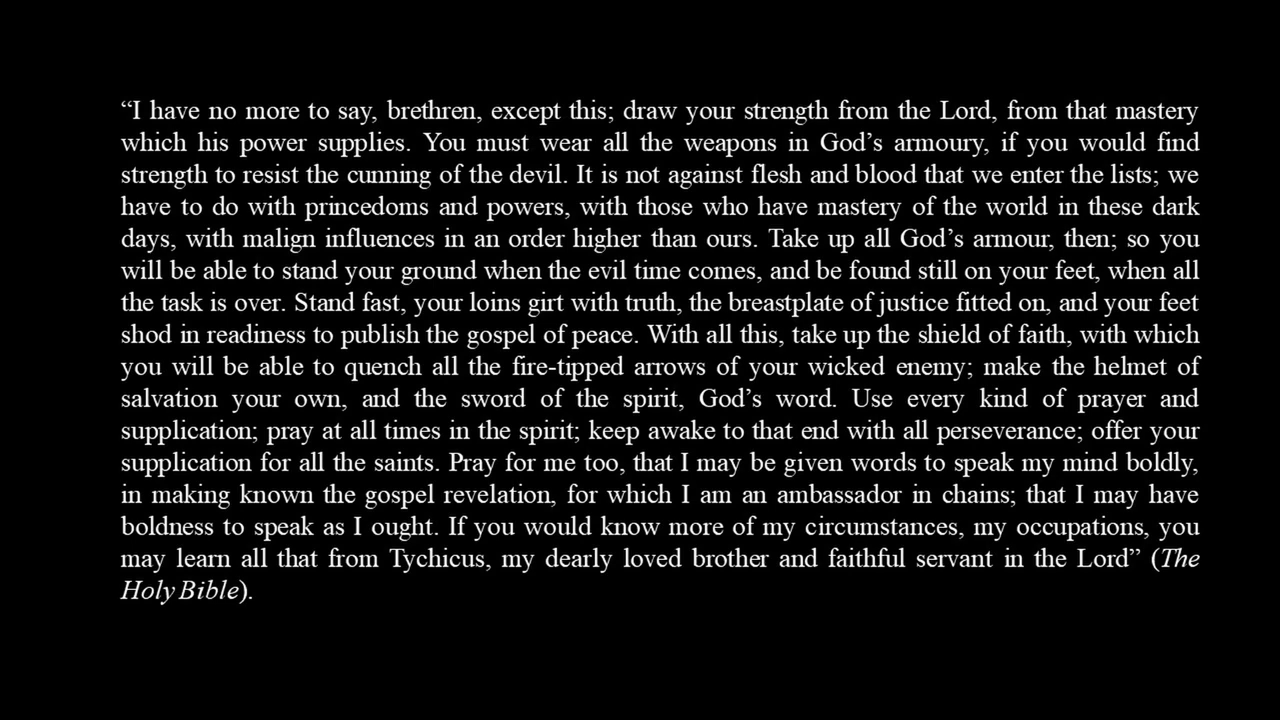 “I have no more to say, brethren, except this; draw your strength from the Lord, from that mastery
which his power supplies. You must wear all the weapons in God’s armoury, if you would find
strength to resist the cunning of the devil. It is not against flesh and blood that we enter the lists; we
have to do with princedoms and powers, with those who have mastery of the world in these dark
days, with malign influences in an order higher than ours. Take up all God’s armour, then; so you
will be able to stand your ground when the evil time comes, and be found still on your feet, when all
the task is over. Stand fast, your loins girt with truth, the breastplate of justice fitted on, and your feet
shod in readiness to publish the gospel of peace. With all this, take up the shield of faith, with which
you will be able to quench all the fire-tipped arrows of your wicked enemy; make the helmet of
salvation your own, and the sword of the spirit, God’s word. Use every kind of prayer and
supplication; pray at all times in the spirit; keep awake to that end with all perseverance; offer your
supplication for all the saints. Pray for me too, that I may be given words to speak my mind boldly,
in making known the gospel revelation, for which I am an ambassador in chains; that I may have
boldness to speak as I ought. If you would know more of my circumstances, my occupations, you
may learn all that from Tychicus, my dearly loved brother and faithful servant in the Lord” (The
Holy Bible).